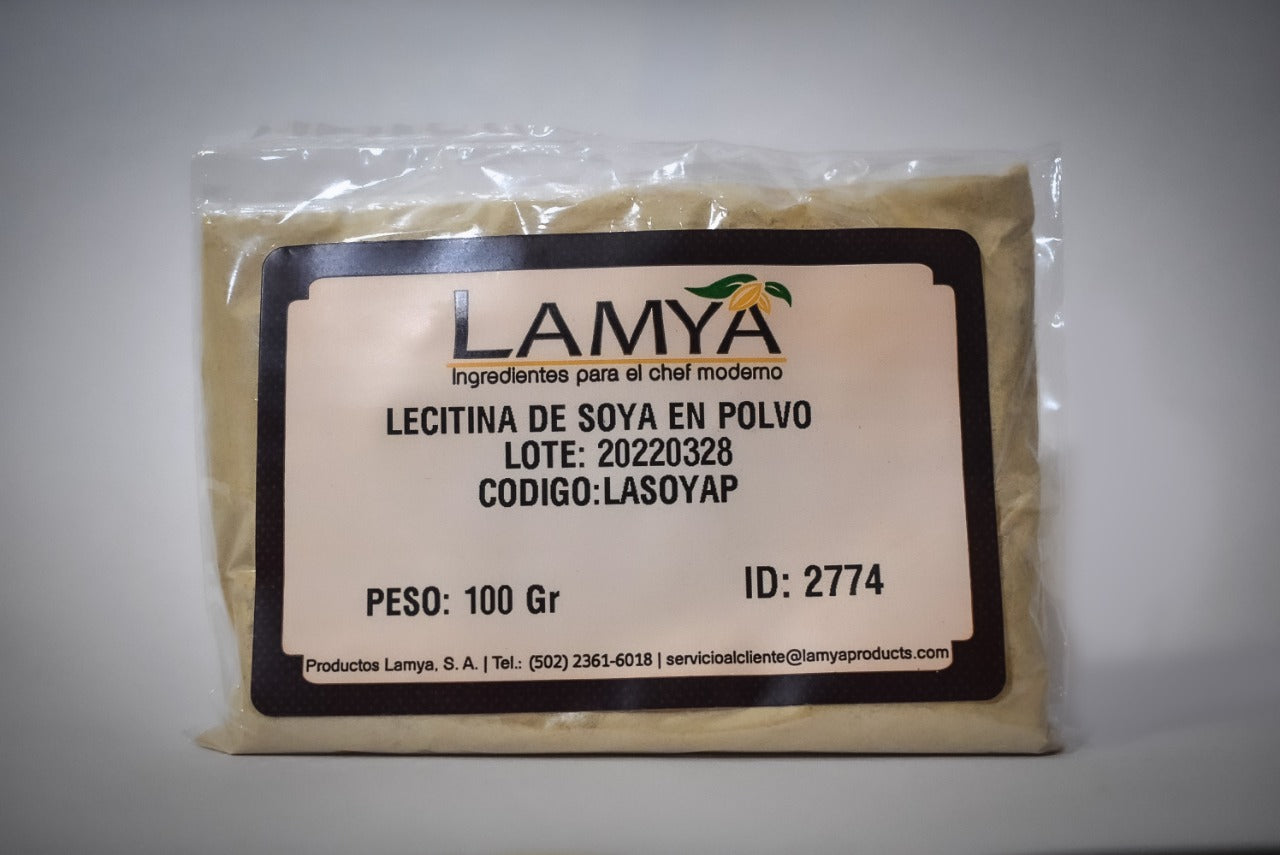 LAMYA
Ingredientes para el chef moderno
LECITINA DE SOYA EN POLVO
LOTE: 20220328
CODIGO:LASOYAP
PESO: 100 Gr
ID: 2774
Productos Lamya, S. A. | Tel.: (502) 2361-6018 | servicioalcliente@lamyaproducts.com